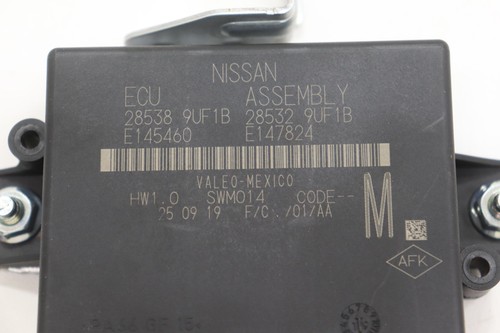 NISSAN
ECU ASSEMBLY
28538 9UF1B 28532 9UF1B
E145460 E147824
VALEO-MEXICO
HW1.0 SWM014 CODE--
25 09 19 F/C /017AA
M
AFK